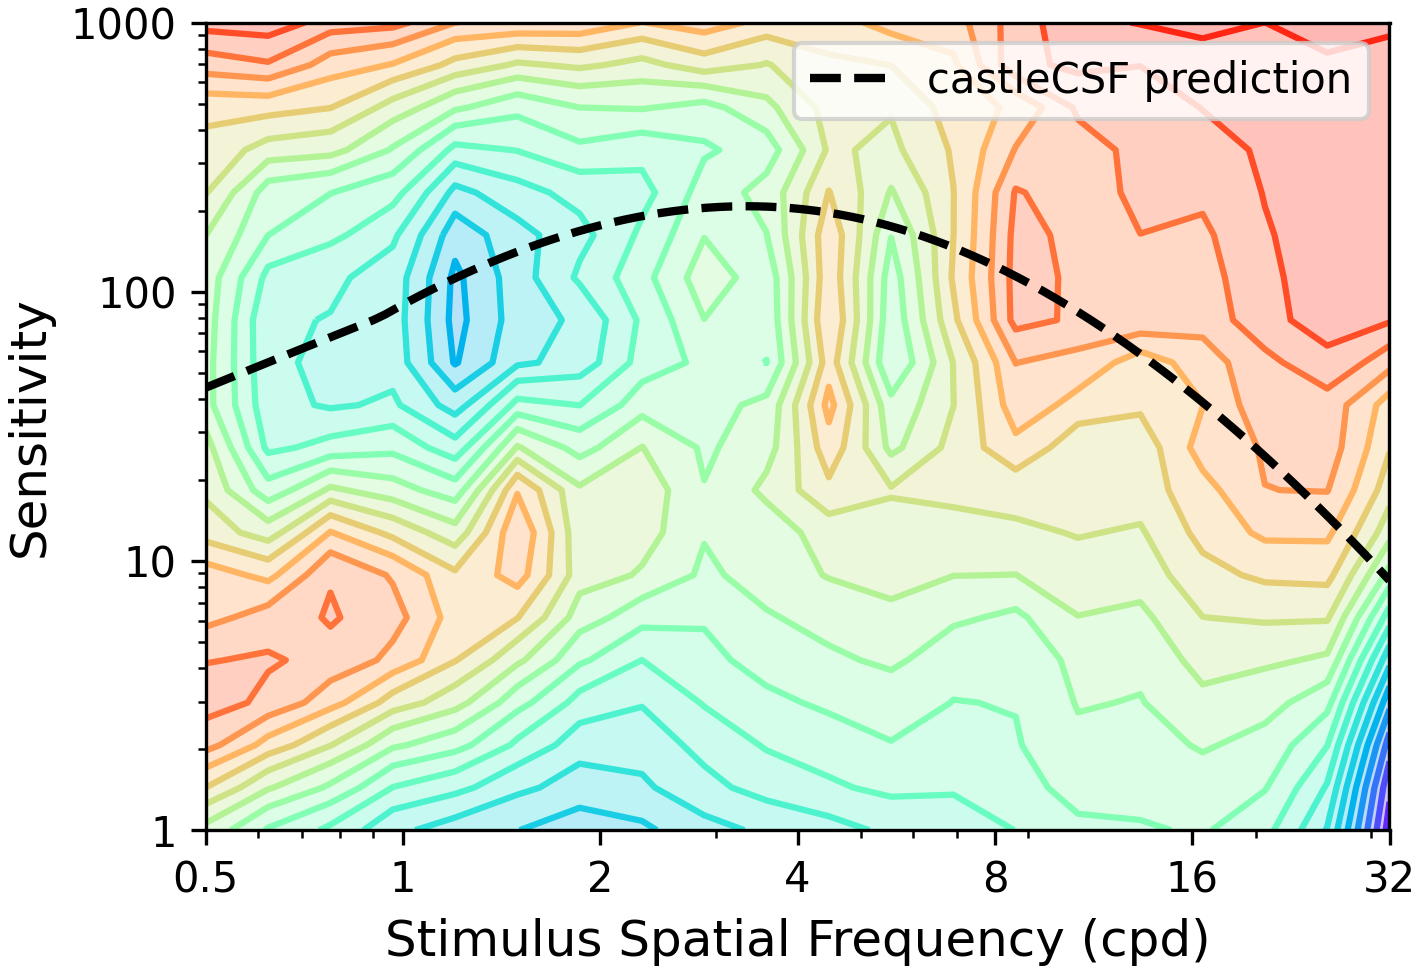 1000
castleCSF prediction
100
Sensitivity
10
1
0.5 1 2 4 8 16 32
Stimulus Spatial Frequency (cpd)